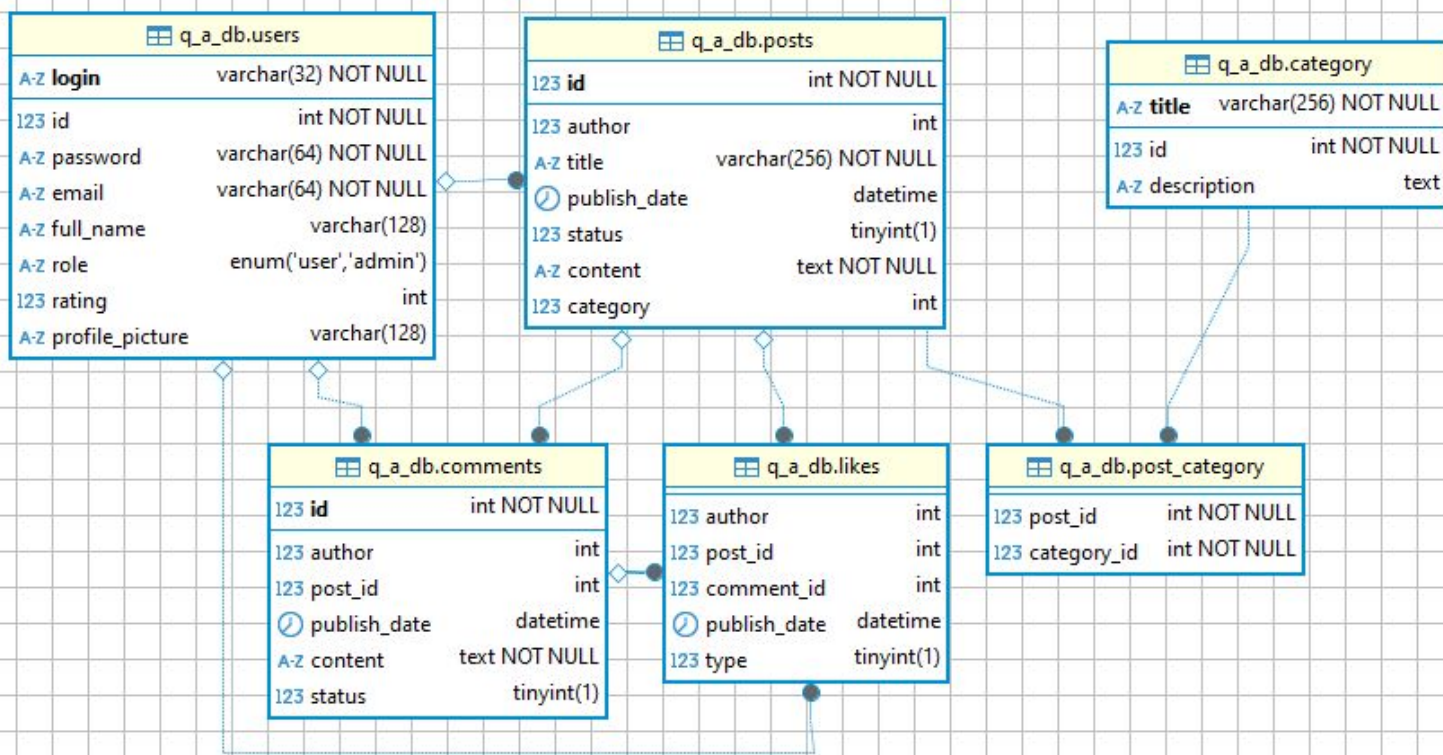 q_a_db.users
A-Z login varchar(32) NOT NULL
123 id int NOT NULL
A-Z password varchar(64) NOT NULL
A-Z email varchar(64) NOT NULL
A-Z full_name varchar(128)
A-Z role enum('user','admin')
123 rating int
A-Z profile_picture varchar(128)
q_a_db.posts
123 id int NOT NULL
123 author int
A-Z title varchar(256) NOT NULL
publish_date datetime
123 status tinyint(1)
A-Z content text NOT NULL
123 category int
q_a_db.category
A-Z title varchar(256) NOT NULL
123 id int NOT NULL
A-Z description text
q_a_db.comments
123 id int NOT NULL
123 author int
123 post_id int
publish_date datetime
A-Z content text NOT NULL
123 status tinyint(1)
q_a_db.likes
123 author int
123 post_id int
123 comment_id int
publish_date datetime
123 type tinyint(1)
q_a_db.post_category
123 post_id int NOT NULL
123 category_id int NOT NULL